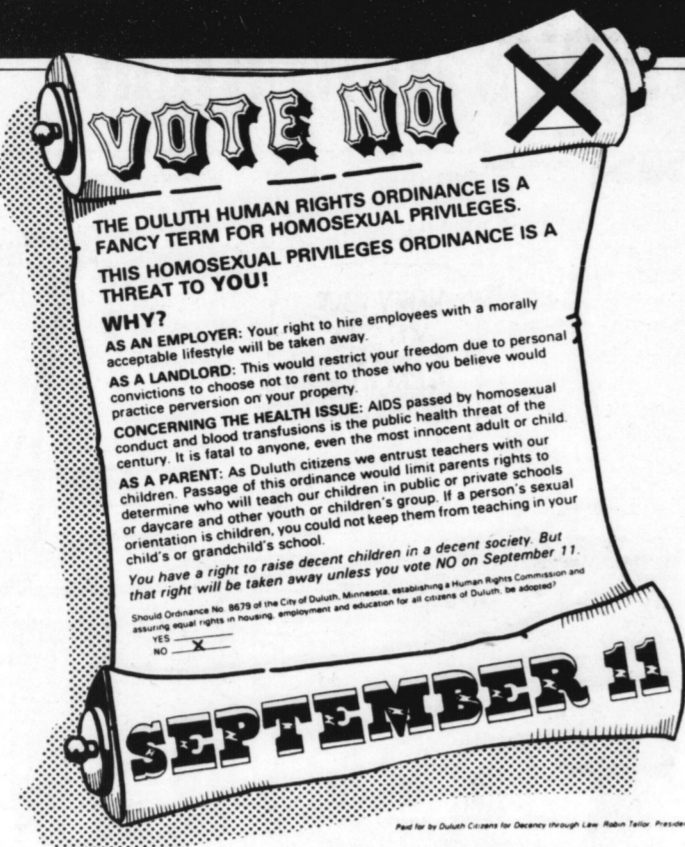 VOTE NO
THE DULUTH HUMAN RIGHTS ORDINANCE IS A
FANCY TERM FOR HOMOSEXUAL PRIVILEGES.
THIS HOMOSEXUAL PRIVILEGES ORDINANCE IS A
THREAT TO YOU!
WHY?
AS AN EMPLOYER: Your right to hire employees with a morally
acceptable lifestyle will be taken away.
AS A LANDLORD: This would restrict your freedom due to personal
convictions to choose not to rent to those who you believe would
practice perversion on your property.
CONCERNING THE HEALTH ISSUE: AIDS passed by homosexual
conduct and blood transfusions is the public health threat of the
century. It is fatal to anyone, even the most innocent adult or child.
AS A PARENT: As Duluth citizens we entrust teachers with our
children. Passage of this ordinance would limit parents rights to
determine who will teach our children in public or private schools
or daycare and other youth or children's group. If a person's sexual
orientation is children, you could not keep them from teaching in your
child's or grandchild's school.
You have a right to raise decent children in a decent society. But
that right will be taken away unless you vote NO on September 11.
Should Ordinance No. 8679 of the City of Duluth, Minnesota, establishing a Human Rights Commission and
assuring equal rights in housing, employment and education for all citizens of Duluth, be adopted?
YES
NO X
SEPTEMBER 11
Paid for by Duluth Citizens for Decency through Law Robin Tellor President